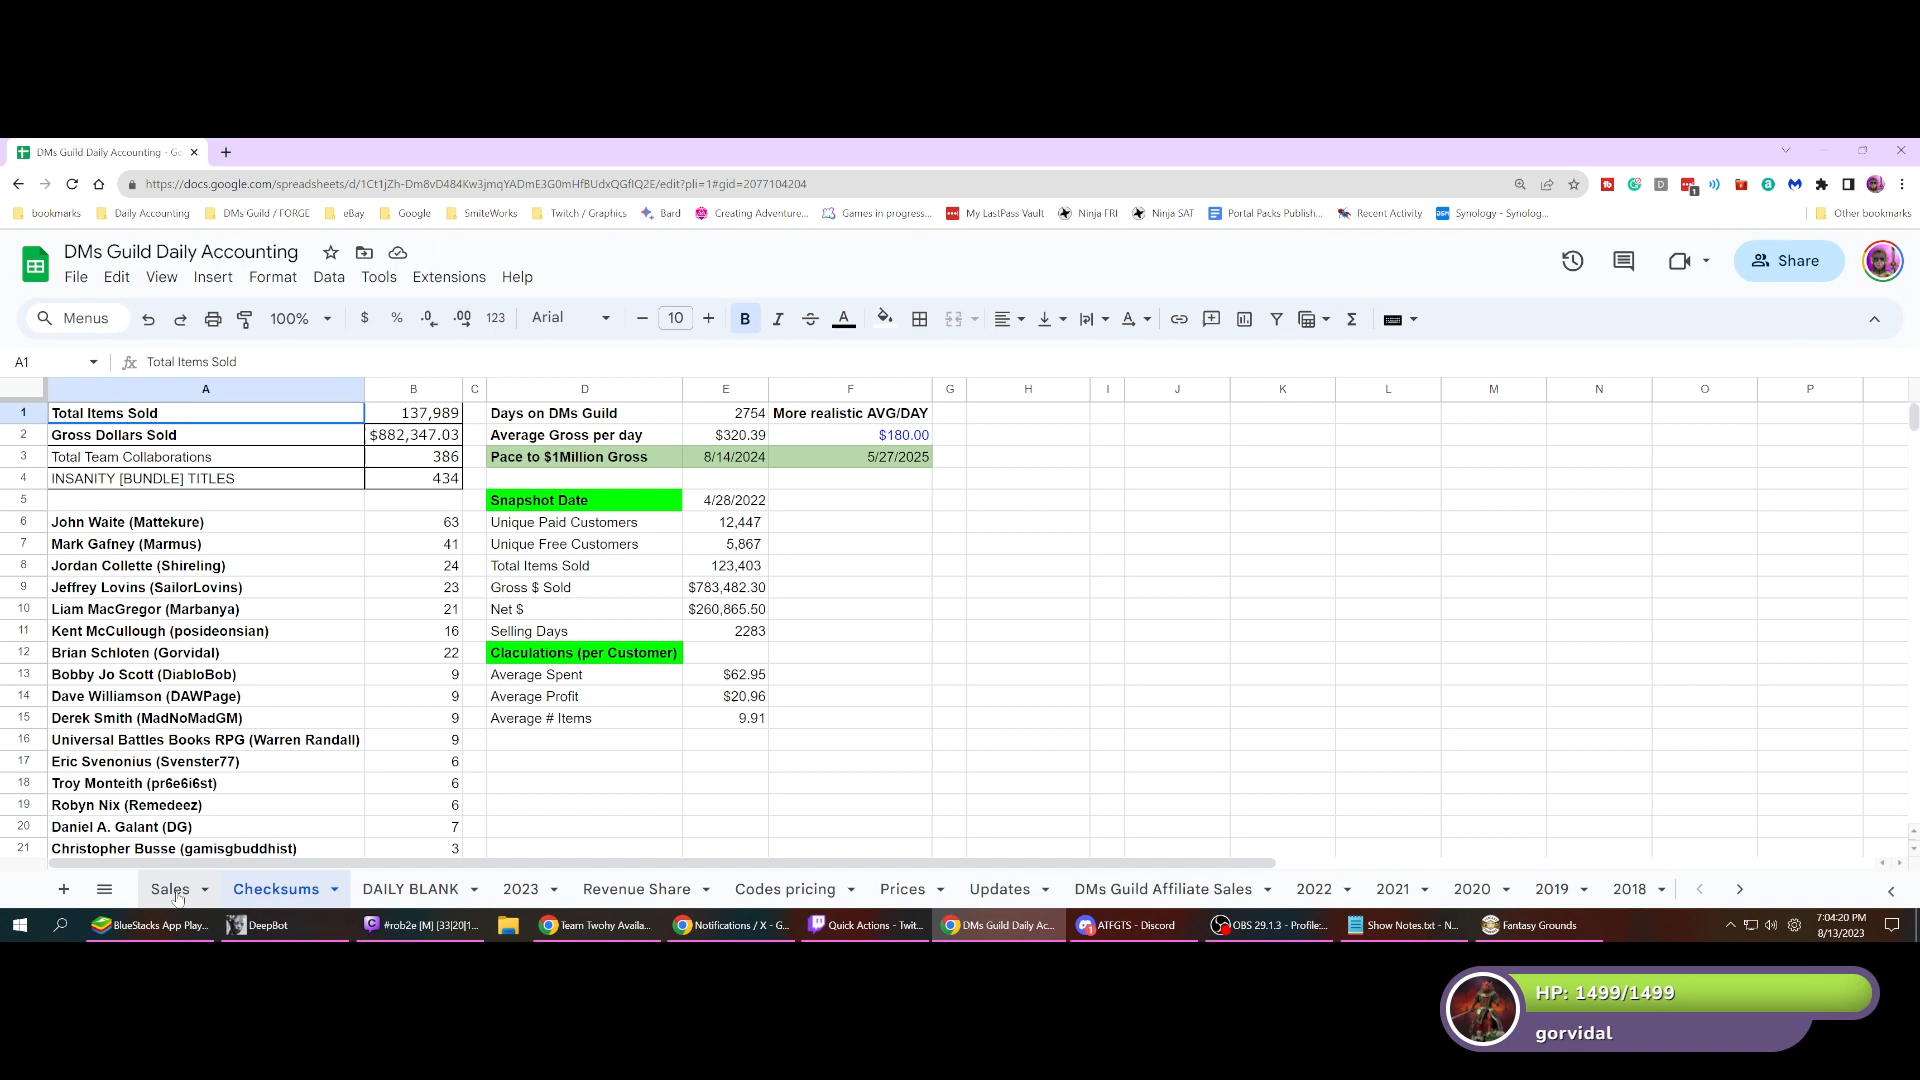 DMs Guild Daily Accounting - Go
https://docs.google.com/spreadsheets/d/1Ct1jZh-Dm8vD484Kw3jmqYADmE3G0mHfBUdxQGfIQ2E/edit?pli=1#gid=2077104204
bookmarks Daily Accounting DMs Guild / FORGE eBay Google SmiteWorks Twitch / Graphics Bard Creating Adventure... Games in progress... My LastPass Vault Ninja FRI Ninja SAT Portal Packs Publish... Recent Activity Synology - Synolog... Other bookmarks
DMs Guild Daily Accounting
File Edit View Insert Format Data Tools Extensions Help
Share
Menus 100% $ % .0 .00 123 Arial 10 B I A
A1 fx Total Items Sold
A B C D E F G H I J K L M N O P
1 Total Items Sold 137,989 Days on DMs Guild 2754 More realistic AVG/DAY
2 Gross Dollars Sold $882,347.03 Average Gross per day $320.39 $180.00
3 Total Team Collaborations 386 Pace to $1Million Gross 8/14/2024 5/27/2025
4 INSANITY [BUNDLE] TITLES 434
5 Snapshot Date 4/28/2022
6 John Waite (Mattekure) 63 Unique Paid Customers 12,447
7 Mark Gafney (Marmus) 41 Unique Free Customers 5,867
8 Jordan Collette (Shireling) 24 Total Items Sold 123,403
9 Jeffrey Lovins (SailorLovins) 23 Gross $ Sold $783,482.30
10 Liam MacGregor (Marbanya) 21 Net $ $260,865.50
11 Kent McCullough (posideonsian) 16 Selling Days 2283
12 Brian Schloten (Gorvidal) 22 Claculations (per Customer)
13 Bobby Jo Scott (DiabloBob) 9 Average Spent $62.95
14 Dave Williamson (DAWPage) 9 Average Profit $20.96
15 Derek Smith (MadNoMadGM) 9 Average # Items 9.91
16 Universal Battles Books RPG (Warren Randall) 9
17 Eric Svenonius (Svenster77) 6
18 Troy Monteith (pr6e6i6st) 6
19 Robyn Nix (Remedeez) 6
20 Daniel A. Galant (DG) 7
21 Christopher Busse (gamisgbuddhist) 3
Sales Checksums DAILY BLANK 2023 Revenue Share Codes pricing Prices Updates DMs Guild Affiliate Sales 2022 2021 2020 2019 2018
BlueStacks App Play... DeepBot #rob2e [M] [33|20|1... Team Twohy Availa... Notifications / X - G... Quick Actions - Twit... DMs Guild Daily Ac... ATFGTS - Discord OBS 29.1.3 - Profile:... Show Notes.txt - N... Fantasy Grounds 7:04:20 PM
8/13/2023
HP: 1499/1499
gorvidal